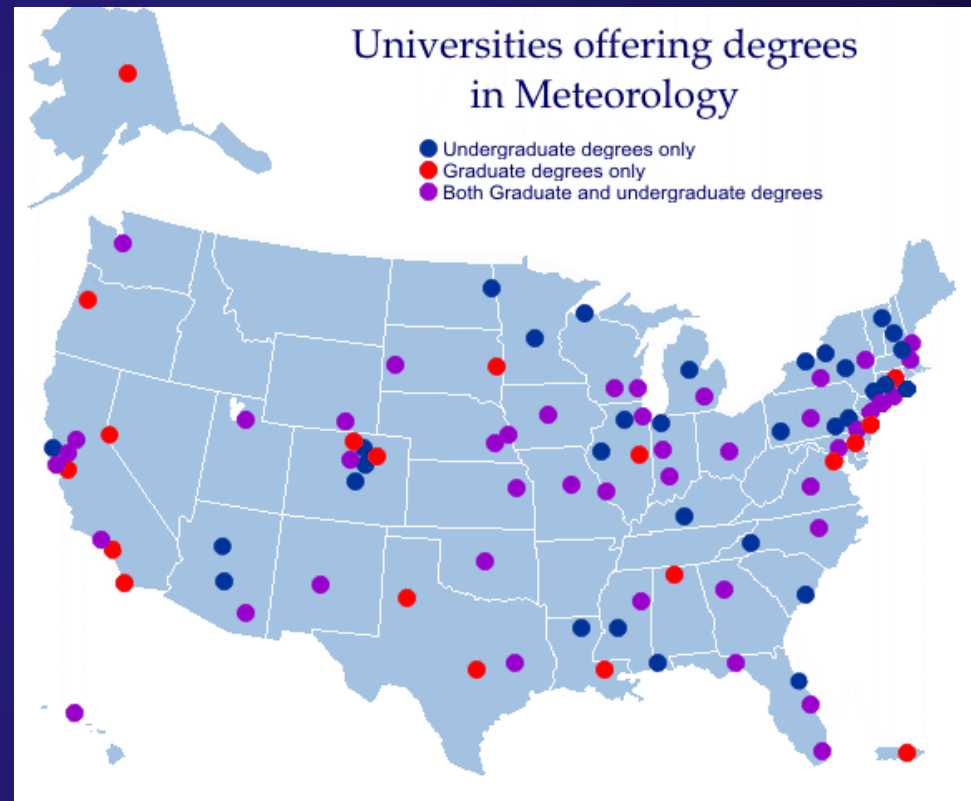 Universities offering degrees
in Meteorology
Undergraduate degrees only
Graduate degrees only
Both Graduate and undergraduate degrees